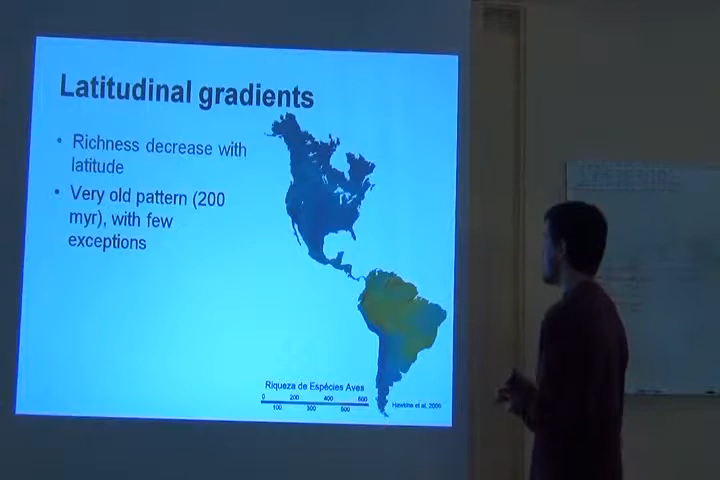 Latitudinal gradients
• Richness decrease with
latitude
• Very old pattern (200
myr), with few
exceptions
Riqueza de Espécies Aves
0 200 400 600
100 300 500
Hawkins et al. 2006